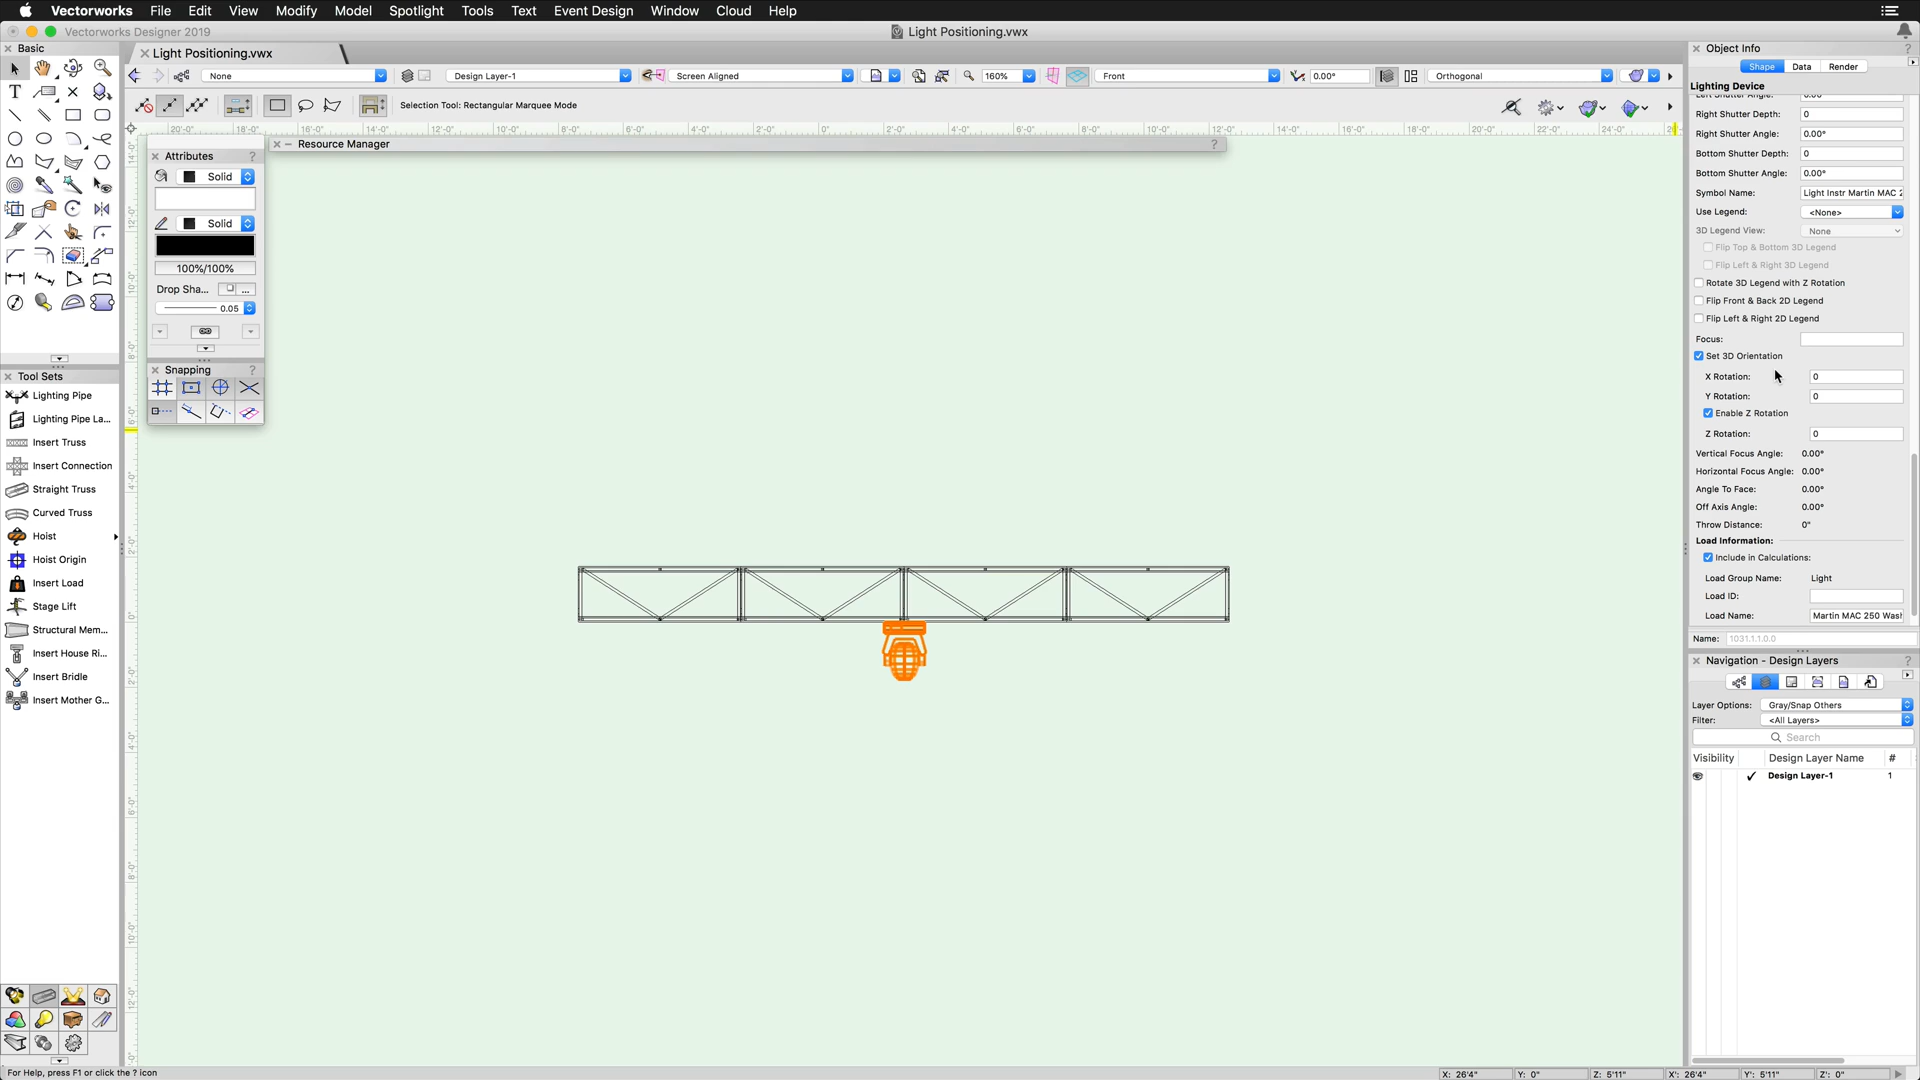 Vectorworks File Edit View Modify Model Spotlight Tools Text Event Design Window Cloud Help
Vectorworks Designer 2019 Light Positioning.vwx
Basic
Light Positioning.vwx
None Design Layer-1 Screen Aligned 160% Front 0.00° Orthogonal
Selection Tool: Rectangular Marquee Mode
Resource Manager ?
Attributes ?
Solid
Solid
100%/100%
Drop Sha... ...
0.05
Snapping ?
Tool Sets
Lighting Pipe
Lighting Pipe La...
Insert Truss
Insert Connection
Straight Truss
Curved Truss
Hoist
Hoist Origin
Insert Load
Stage Lift
Structural Mem...
Insert House Ri...
Insert Bridle
Insert Mother G...
Object Info ?
Shape Data Render
Lighting Device
Left Shutter Angle: 0.00°
Right Shutter Depth: 0
Right Shutter Angle: 0.00°
Bottom Shutter Depth: 0
Bottom Shutter Angle: 0.00°
Symbol Name: Light Instr Martin MAC 2
Use Legend: <None>
3D Legend View: None
Flip Top & Bottom 3D Legend
Flip Left & Right 3D Legend
Rotate 3D Legend with Z Rotation
Flip Front & Back 2D Legend
Flip Left & Right 2D Legend
Focus:
Set 3D Orientation
X Rotation: 0
Y Rotation: 0
Enable Z Rotation
Z Rotation: 0
Vertical Focus Angle: 0.00°
Horizontal Focus Angle: 0.00°
Angle To Face: 0.00°
Off Axis Angle: 0.00°
Throw Distance: 0"
Load Information:
Include in Calculations:
Load Group Name: Light
Load ID:
Load Name: Martin MAC 250 Wash
Name: 1031.1.1.0.0
Navigation - Design Layers ?
Layer Options: Gray/Snap Others
Filter: <All Layers>
Search
Visibility Design Layer Name #
Design Layer-1 1
For Help, press F1 or click the ? icon
X: 26'4" Y: 0" Z: 5'11" X': 26'4" Y': 5'11" Z': 0"